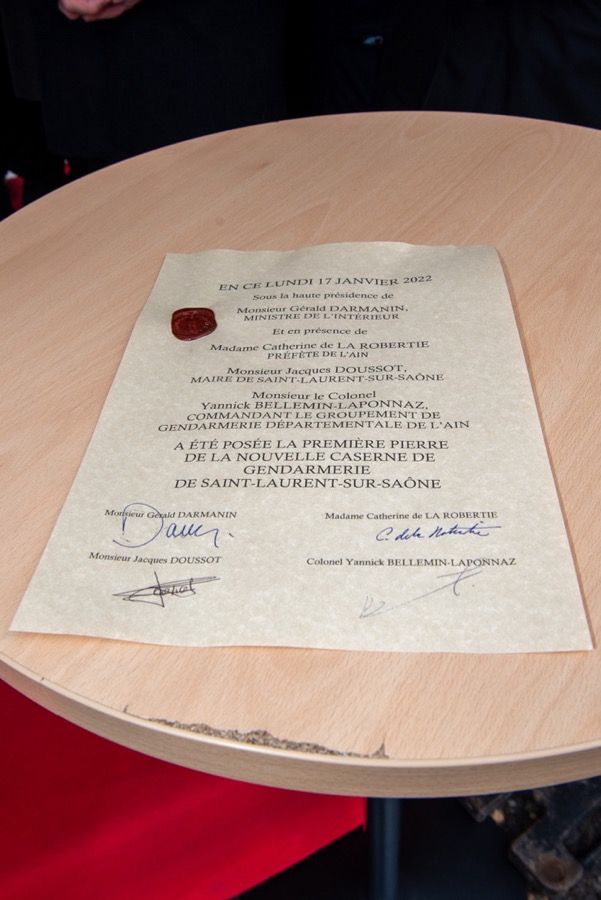 EN CE LUNDI 17 JANVIER 2022
Sous la haute présidence de
Monsieur Gérald DARMANIN,
MINISTRE DE L'INTÉRIEUR
Et en présence de
Madame Catherine de LA ROBERTIE
PRÉFÈTE DE L'AIN
Monsieur Jacques DOUSSOT,
MAIRE DE SAINT-LAURENT-SUR-SAÔNE
Monsieur le Colonel
Yannick BELLEMIN-LAPONNAZ,
COMMANDANT LE GROUPEMENT DE
GENDARMERIE DÉPARTEMENTALE DE L'AIN
A ÉTÉ POSÉE LA PREMIÈRE PIERRE
DE LA NOUVELLE CASERNE DE
GENDARMERIE
DE SAINT-LAURENT-SUR-SAÔNE
Monsieur Gérald DARMANIN
Madame Catherine de LA ROBERTIE
Monsieur Jacques DOUSSOT
Colonel Yannick BELLEMIN-LAPONNAZ